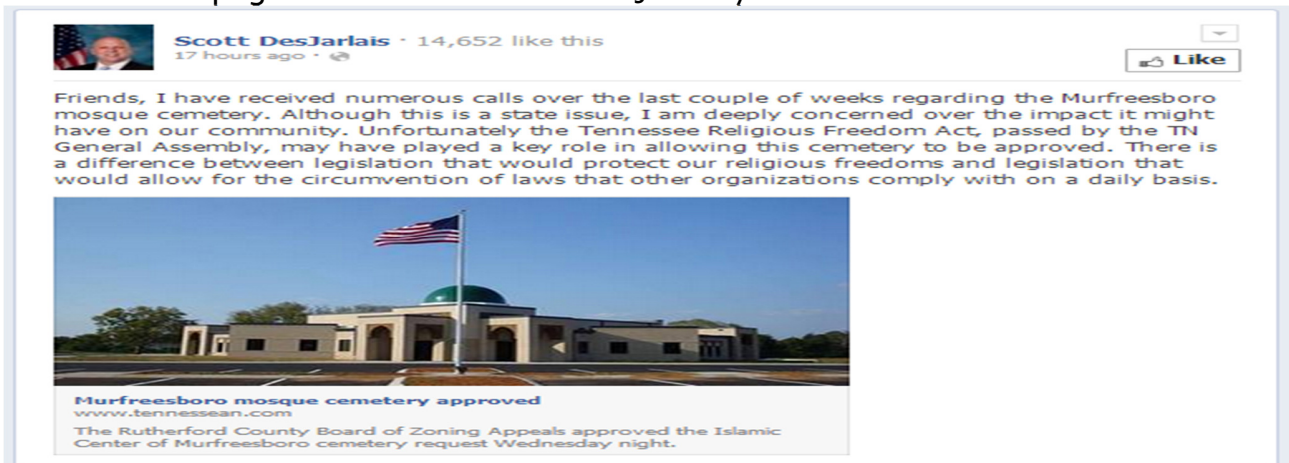 Scott DesJarlais · 14,652 like this
17 hours ago ·
Like
Friends, I have received numerous calls over the last couple of weeks regarding the Murfreesboro
mosque cemetery. Although this is a state issue, I am deeply concerned over the impact it might
have on our community. Unfortunately the Tennessee Religious Freedom Act, passed by the TN
General Assembly, may have played a key role in allowing this cemetery to be approved. There is
a difference between legislation that would protect our religious freedoms and legislation that
would allow for the circumvention of laws that other organizations comply with on a daily basis.
Murfreesboro mosque cemetery approved
www.tennessean.com
The Rutherford County Board of Zoning Appeals approved the Islamic
Center of Murfreesboro cemetery request Wednesday night.